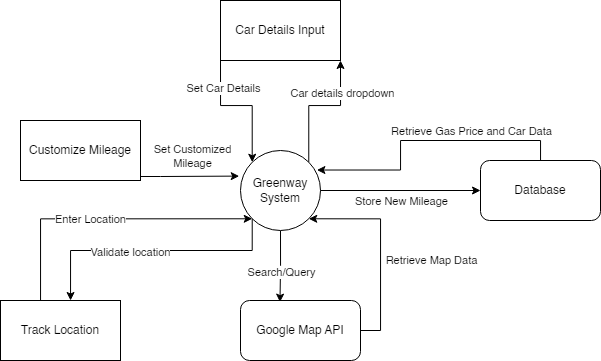 Car Details Input
Set Car Details
Car details dropdown
Retrieve Gas Price and Car Data
Customize Mileage
Set Customized
Mileage
Greenway
System
Database
Store New Mileage
Enter Location
Validate location
Search/Query
Retrieve Map Data
Track Location
Google Map API